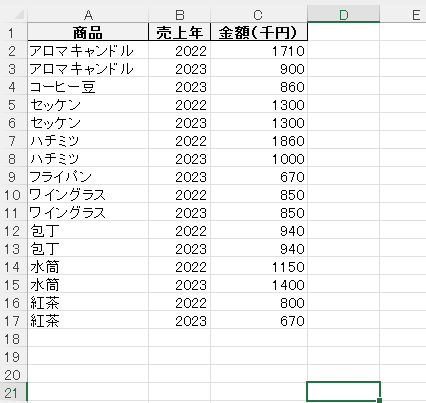 A B C D E
1 商品 売上年 金額(千円)
2 アロマキャンドル 2022 1710
3 アロマキャンドル 2023 900
4 コーヒー豆 2023 860
5 セッケン 2022 1300
6 セッケン 2023 1300
7 ハチミツ 2022 1860
8 ハチミツ 2023 1000
9 フライパン 2023 670
10 ワイングラス 2022 850
11 ワイングラス 2023 850
12 包丁 2022 940
13 包丁 2023 940
14 水筒 2022 1150
15 水筒 2023 1400
16 紅茶 2022 800
17 紅茶 2023 670
18
19
20
21